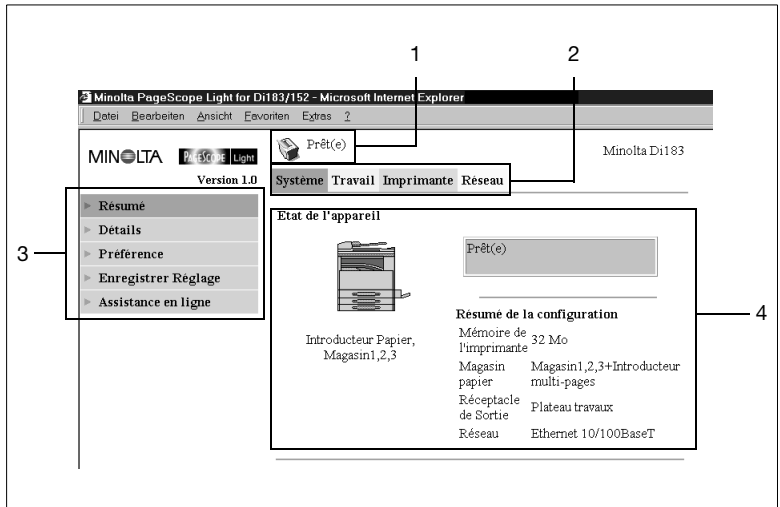 1
2
Minolta PageScope Light for Di183/152 - Microsoft Internet Explorer
Datei Bearbeiten Ansicht Favoriten Extras ?
MINOLTA PAGESCOPE Light
Version 1.0
Prêt(e)
Minolta Di183
Système Travail Imprimante Réseau
3
Résumé
Détails
Préférence
Enregistrer Réglage
Assistance en ligne
Etat de l'appareil
Introducteur Papier,
Magasin1,2,3
Prêt(e)
4
Résumé de la configuration
Mémoire de l'imprimante 32 Mo
Magasin papier Magasin1,2,3+Introducteur multi-pages
Réceptacle de Sortie Plateau travaux
Réseau Ethernet 10/100BaseT